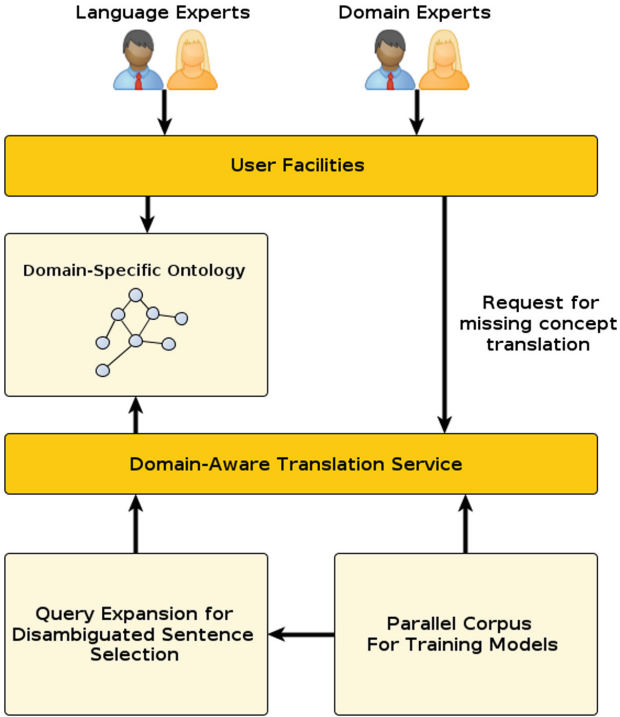 Language Experts
Domain Experts
User Facilities
Domain-Specific Ontology
Request for
missing concept
translation
Domain-Aware Translation Service
Query Expansion for
Disambiguated Sentence
Selection
Parallel Corpus
For Training Models